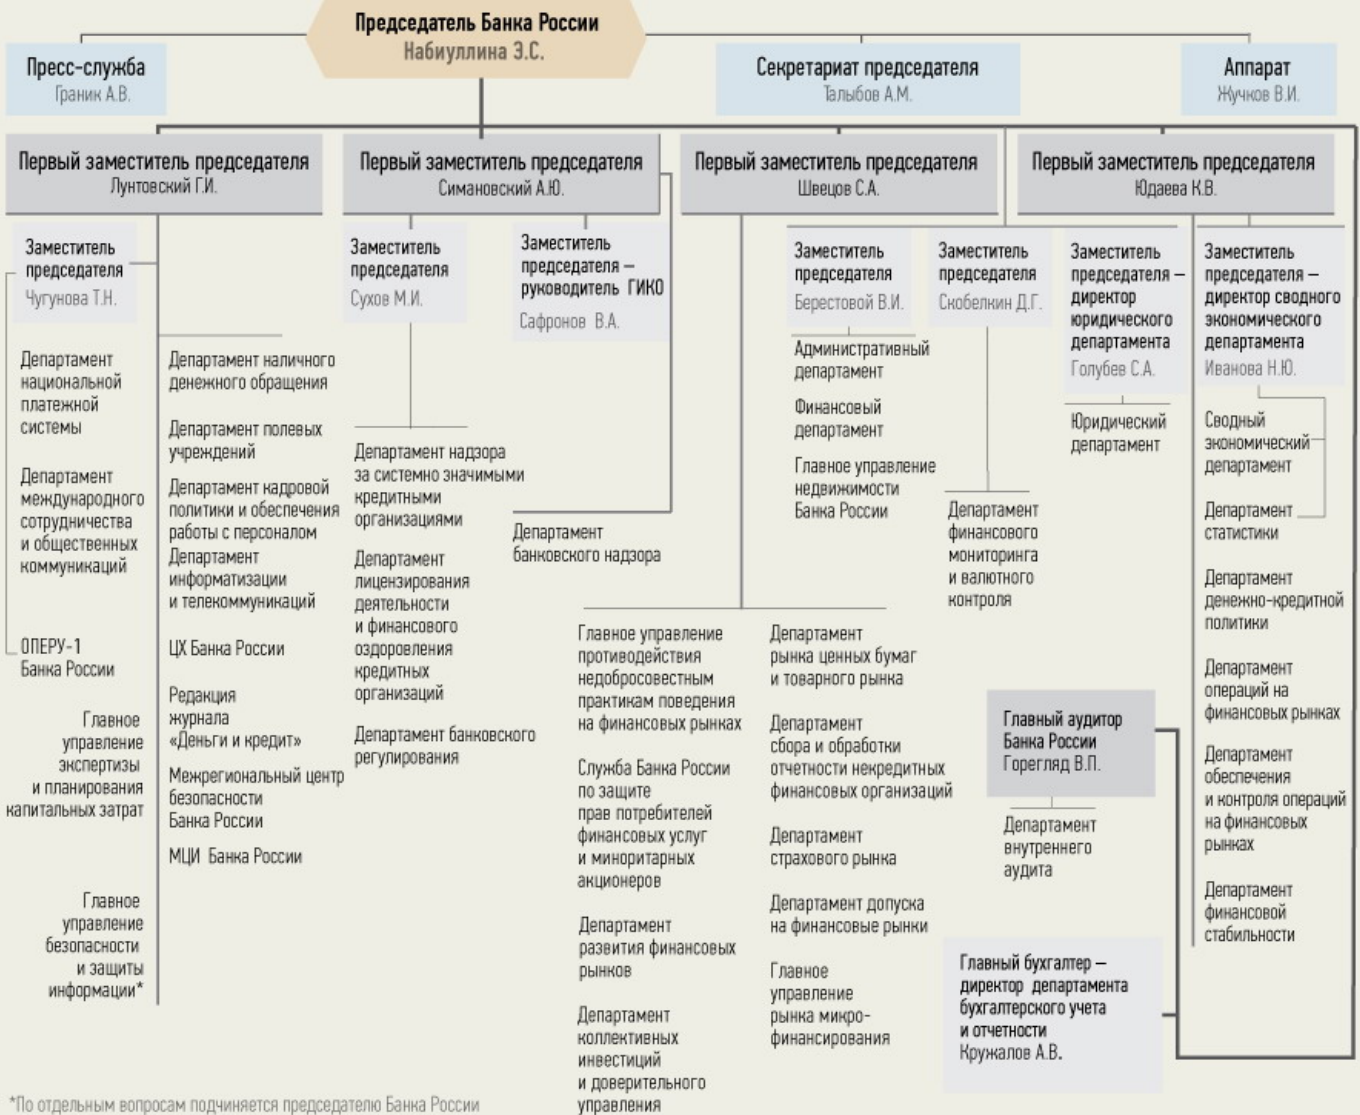 Председатель Банка России
Набиуллина Э.С.
Пресс-служба
Граник А.В.
Секретариат председателя
Талыбов А.М.
Аппарат
Жучков В.И.
Первый заместитель председателя
Лунтовский Г.И.
Первый заместитель председателя
Симановский А.Ю.
Первый заместитель председателя
Швецов С.А.
Первый заместитель председателя
Юдаева К.В.
Заместитель
председателя
Чугунова Т.Н.
Заместитель
председателя
Сухов М.И.
Заместитель
председателя –
руководитель ГИКО
Сафронов В.А.
Заместитель
председателя
Берестовой В.И.
Заместитель
председателя
Скобелкин Д.Г.
Заместитель
председателя –
директор
юридического
департамента
Голубев С.А.
Заместитель
председателя –
директор сводного
экономического
департамента
Иванова Н.Ю.
Департамент
национальной
платежной
системы
Департамент
международного
сотрудничества
и общественных
коммуникаций
ОПЕРУ-1
Банка России
Главное
управление
экспертизы
и планирования
капитальных затрат
Главное
управление
безопасности
и защиты
информации*
Департамент наличного
денежного обращения
Департамент полевых
учреждений
Департамент кадровой
политики и обеспечения
работы с персоналом
Департамент
информатизации
и телекоммуникаций
ЦХ Банка России
Редакция
журнала
«Деньги и кредит»
Межрегиональный центр
безопасности
Банка России
МЦИ Банка России
Департамент надзора
за системно значимыми
кредитными
организациями
Департамент
лицензирования
деятельности
и финансового
оздоровления
кредитных
организаций
Департамент банковского
регулирования
Департамент
банковского надзора
Главное управление
противодействия
недобросовестным
практикам поведения
на финансовых рынках
Служба Банка России
по защите
прав потребителей
финансовых услуг
и миноритарных
акционеров
Департамент
развития финансовых
рынков
Департамент
коллективных
инвестиций
и доверительного
управления
Департамент
рынка ценных бумаг
и товарного рынка
Департамент
сбора и обработки
отчетности некредитных
финансовых организаций
Департамент
страхового рынка
Департамент допуска
на финансовые рынки
Главное
управление
рынка микро-
финансирования
Административный
департамент
Финансовый
департамент
Главное управление
недвижимости
Банка России
Департамент
финансового
мониторинга
и валютного
контроля
Юридический
департамент
Сводный
экономический
департамент
Департамент
статистики
Департамент
денежно-кредитной
политики
Департамент
операций на
финансовых рынках
Департамент
обеспечения
и контроля операций
на финансовых
рынках
Департамент
финансовой
стабильности
Главный аудитор
Банка России
Горегляд В.П.
Департамент
внутреннего
аудита
Главный бухгалтер –
директор департамента
бухгалтерского учета
и отчетности
Кружалов А.В.
*По отдельным вопросам подчиняется председателю Банка России